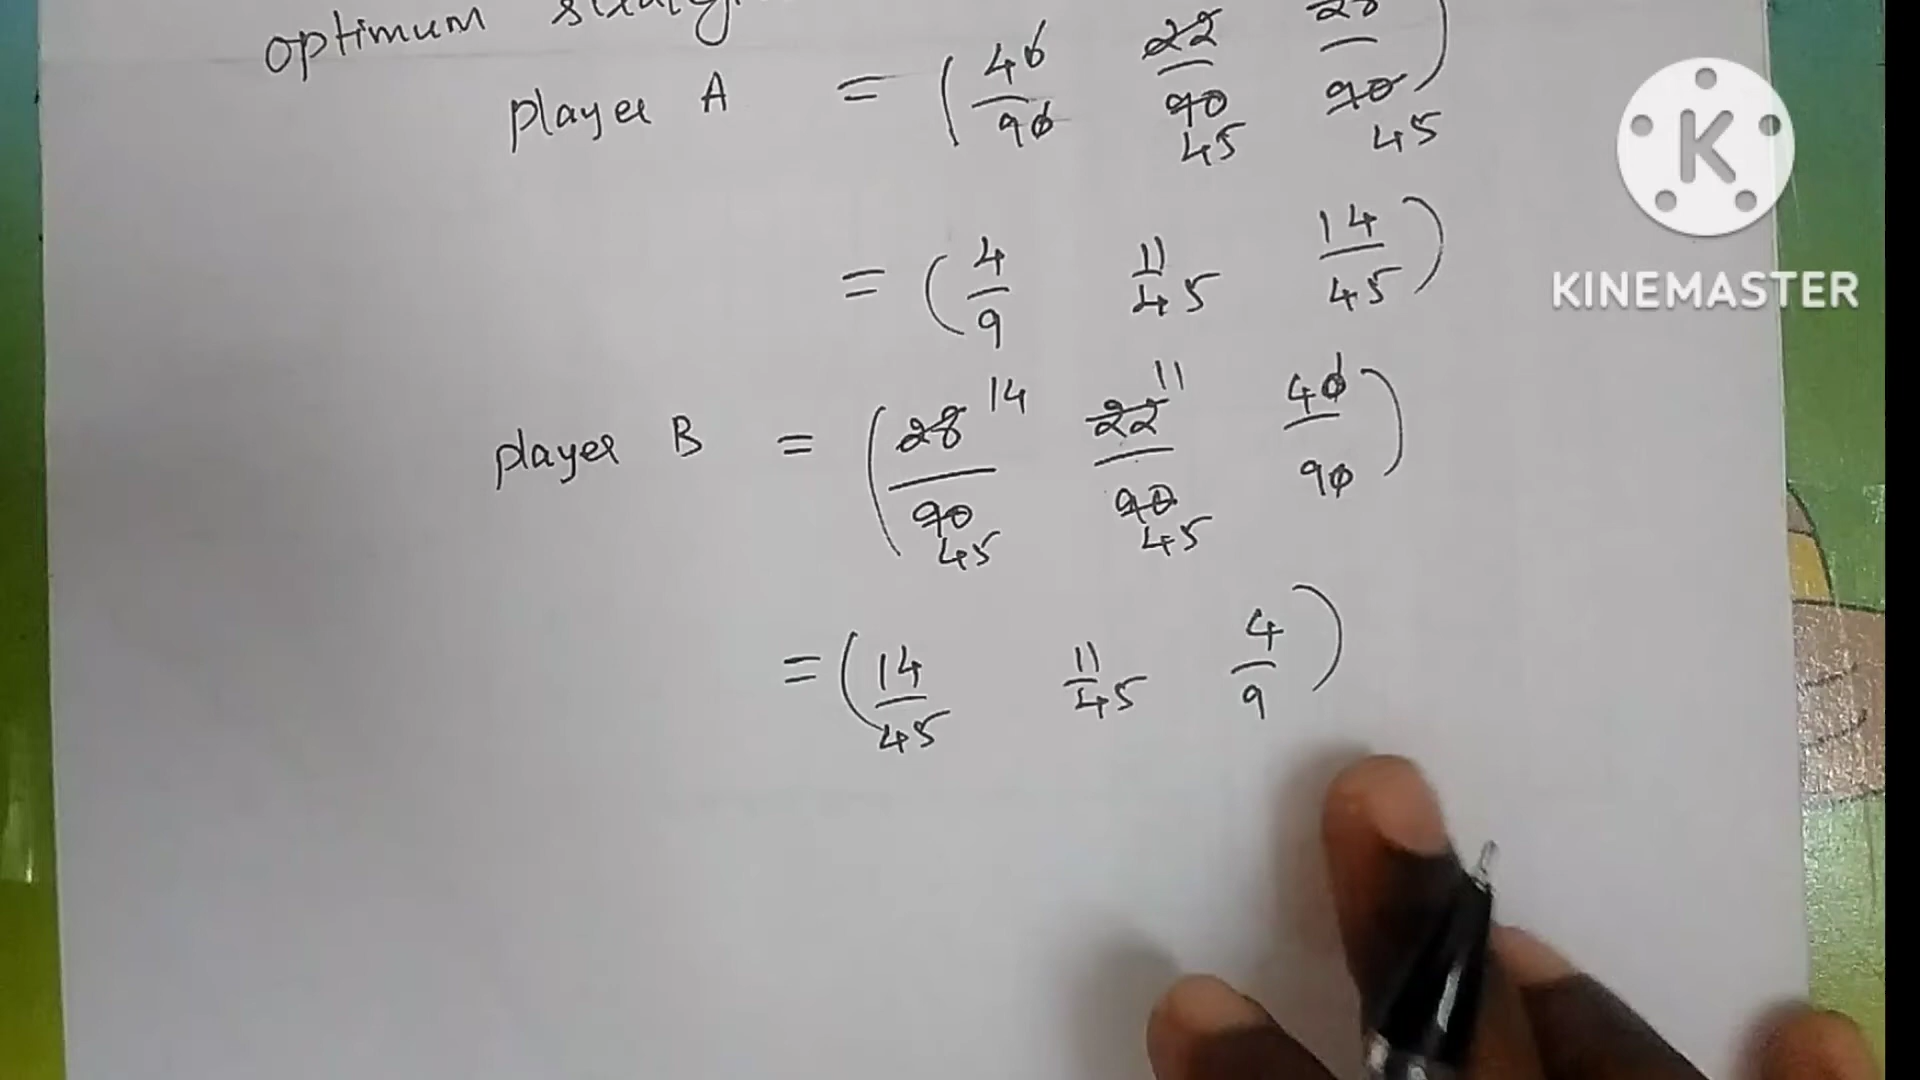 optimum
player A = (40/90 22/90 28/90)
45 45
= (4/9 11/45 14/45)
KINEMASTER
player B = (28/90 14 22/90 11 40/90)
45 45
= (14/45 11/45 4/9)